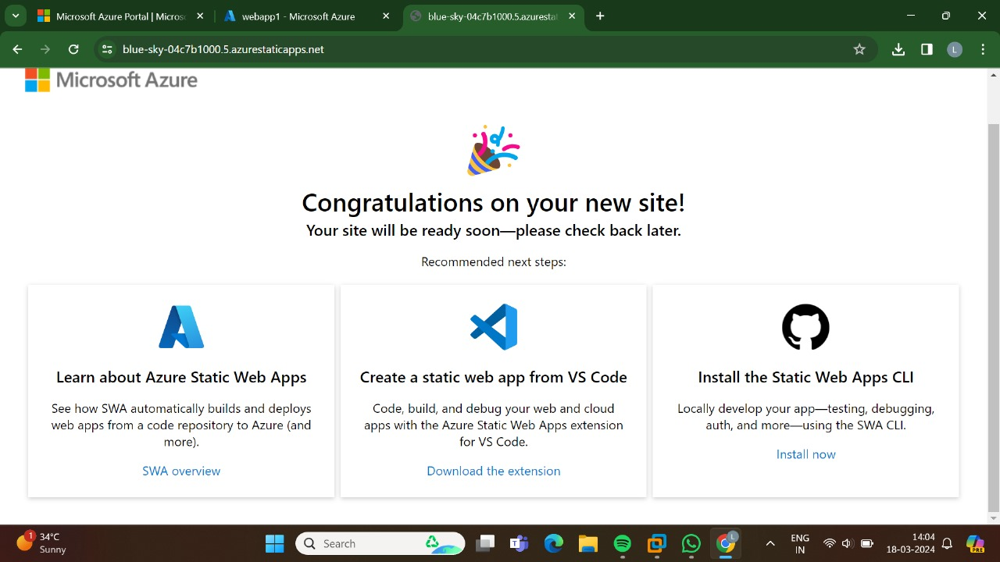 Microsoft Azure Portal | Micros
webapp1 - Microsoft Azure
blue-sky-04c7b1000.5.azurestat
blue-sky-04c7b1000.5.azurestaticapps.net
L
Microsoft Azure
Congratulations on your new site!
Your site will be ready soon—please check back later.
Recommended next steps:
Learn about Azure Static Web Apps
See how SWA automatically builds and deploys
web apps from a code repository to Azure (and
more).
SWA overview
Create a static web app from VS Code
Code, build, and debug your web and cloud
apps with the Azure Static Web Apps extension
for VS Code.
Download the extension
Install the Static Web Apps CLI
Locally develop your app—testing, debugging,
auth, and more—using the SWA CLI.
Install now
1
34°C
Sunny
Search
L
ENG
IN
14:04
18-03-2024
PRE